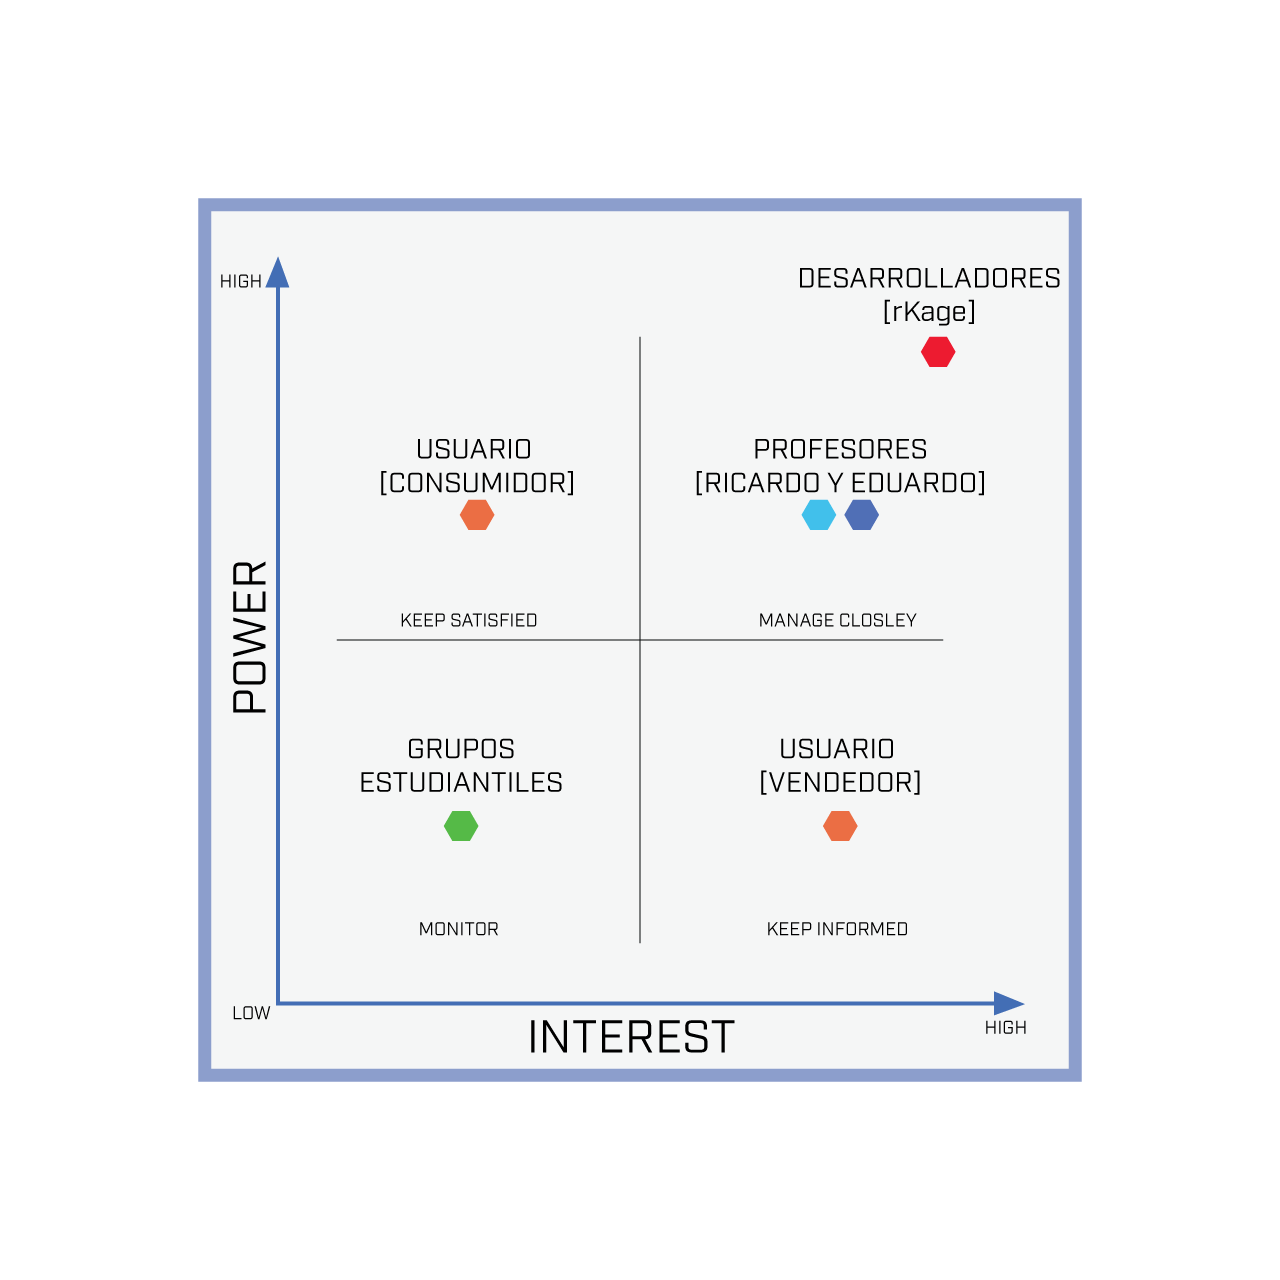 HIGH
DESARROLLADORES
[rKage]
USUARIO
[CONSUMIDOR]
PROFESORES
[RICARDO Y EDUARDO]
KEEP SATISFIED
MANAGE CLOSLEY
POWER
GRUPOS
ESTUDIANTILES
USUARIO
[VENDEDOR]
MONITOR
KEEP INFORMED
LOW
INTEREST
HIGH